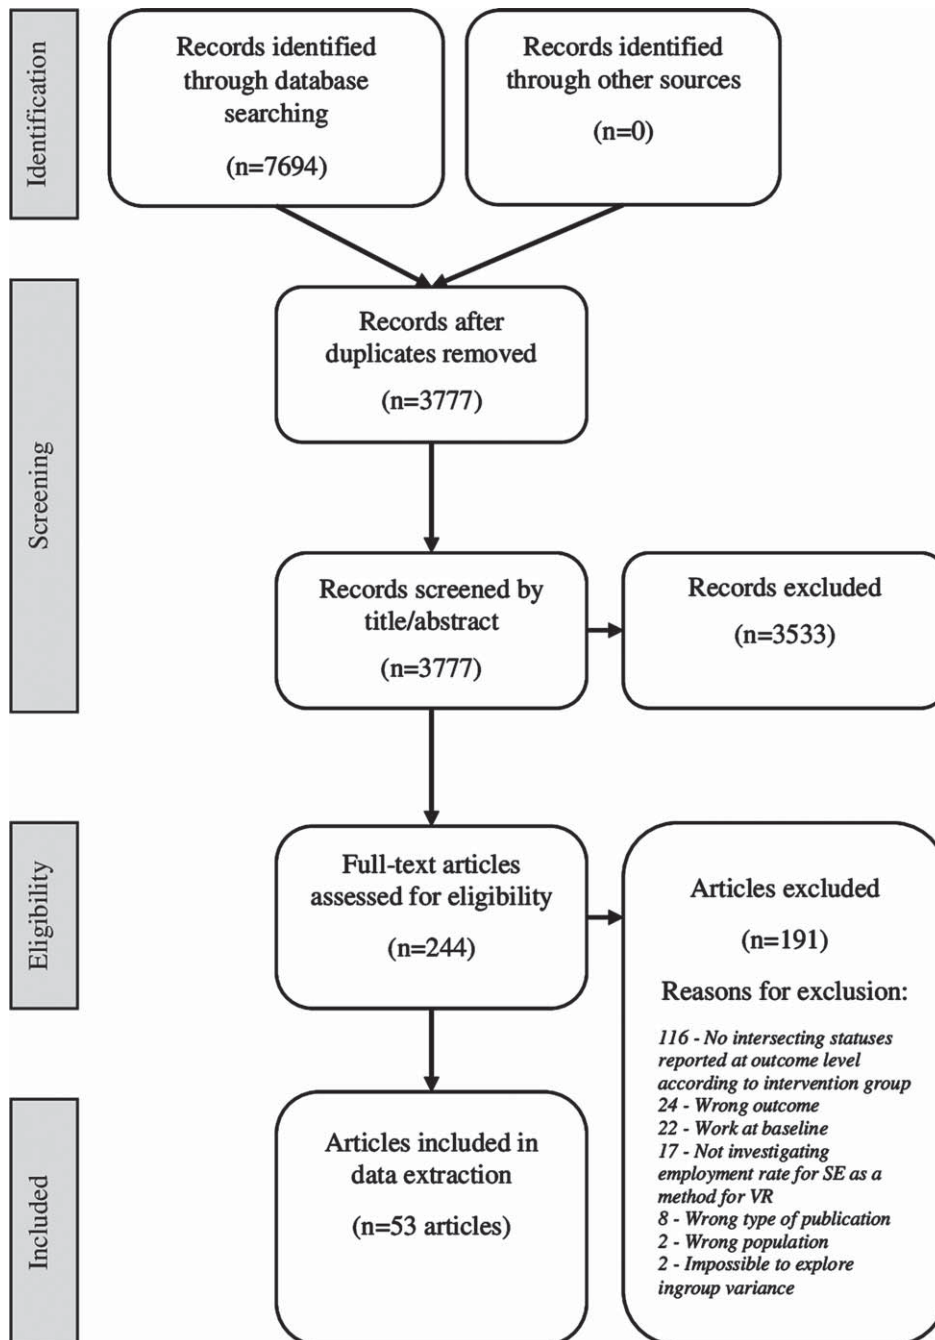 Identification
Records identified
through database
searching
(n=7694)
Records identified
through other sources
(n=0)
Screening
Records after
duplicates removed
(n=3777)
Records screened by
title/abstract
(n=3777)
Records excluded
(n=3533)
Eligibility
Full-text articles
assessed for eligibility
(n=244)
Articles excluded
(n=191)
Reasons for exclusion:
116 - No intersecting statuses
reported at outcome level
according to intervention group
24 - Wrong outcome
22 - Work at baseline
17 - Not investigating
employment rate for SE as a
method for VR
8 - Wrong type of publication
2 - Wrong population
2 - Impossible to explore
ingroup variance
Included
Articles included in
data extraction
(n=53 articles)